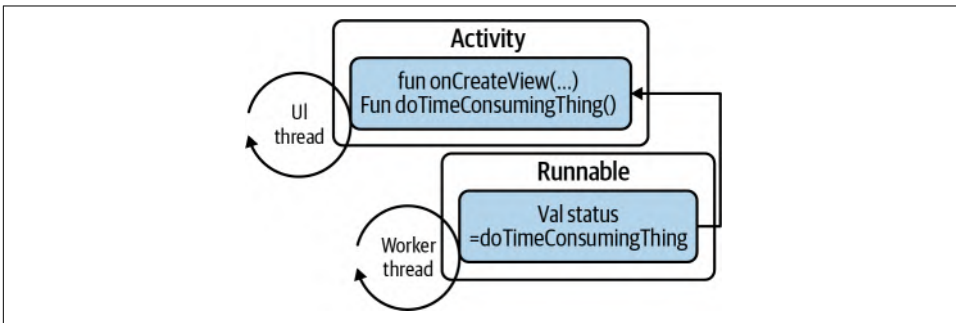 Activity
fun onCreateView(...)
Fun doTimeConsumingThing()
UI
thread
Runnable
Val status
=doTimeConsumingThing
Worker
thread